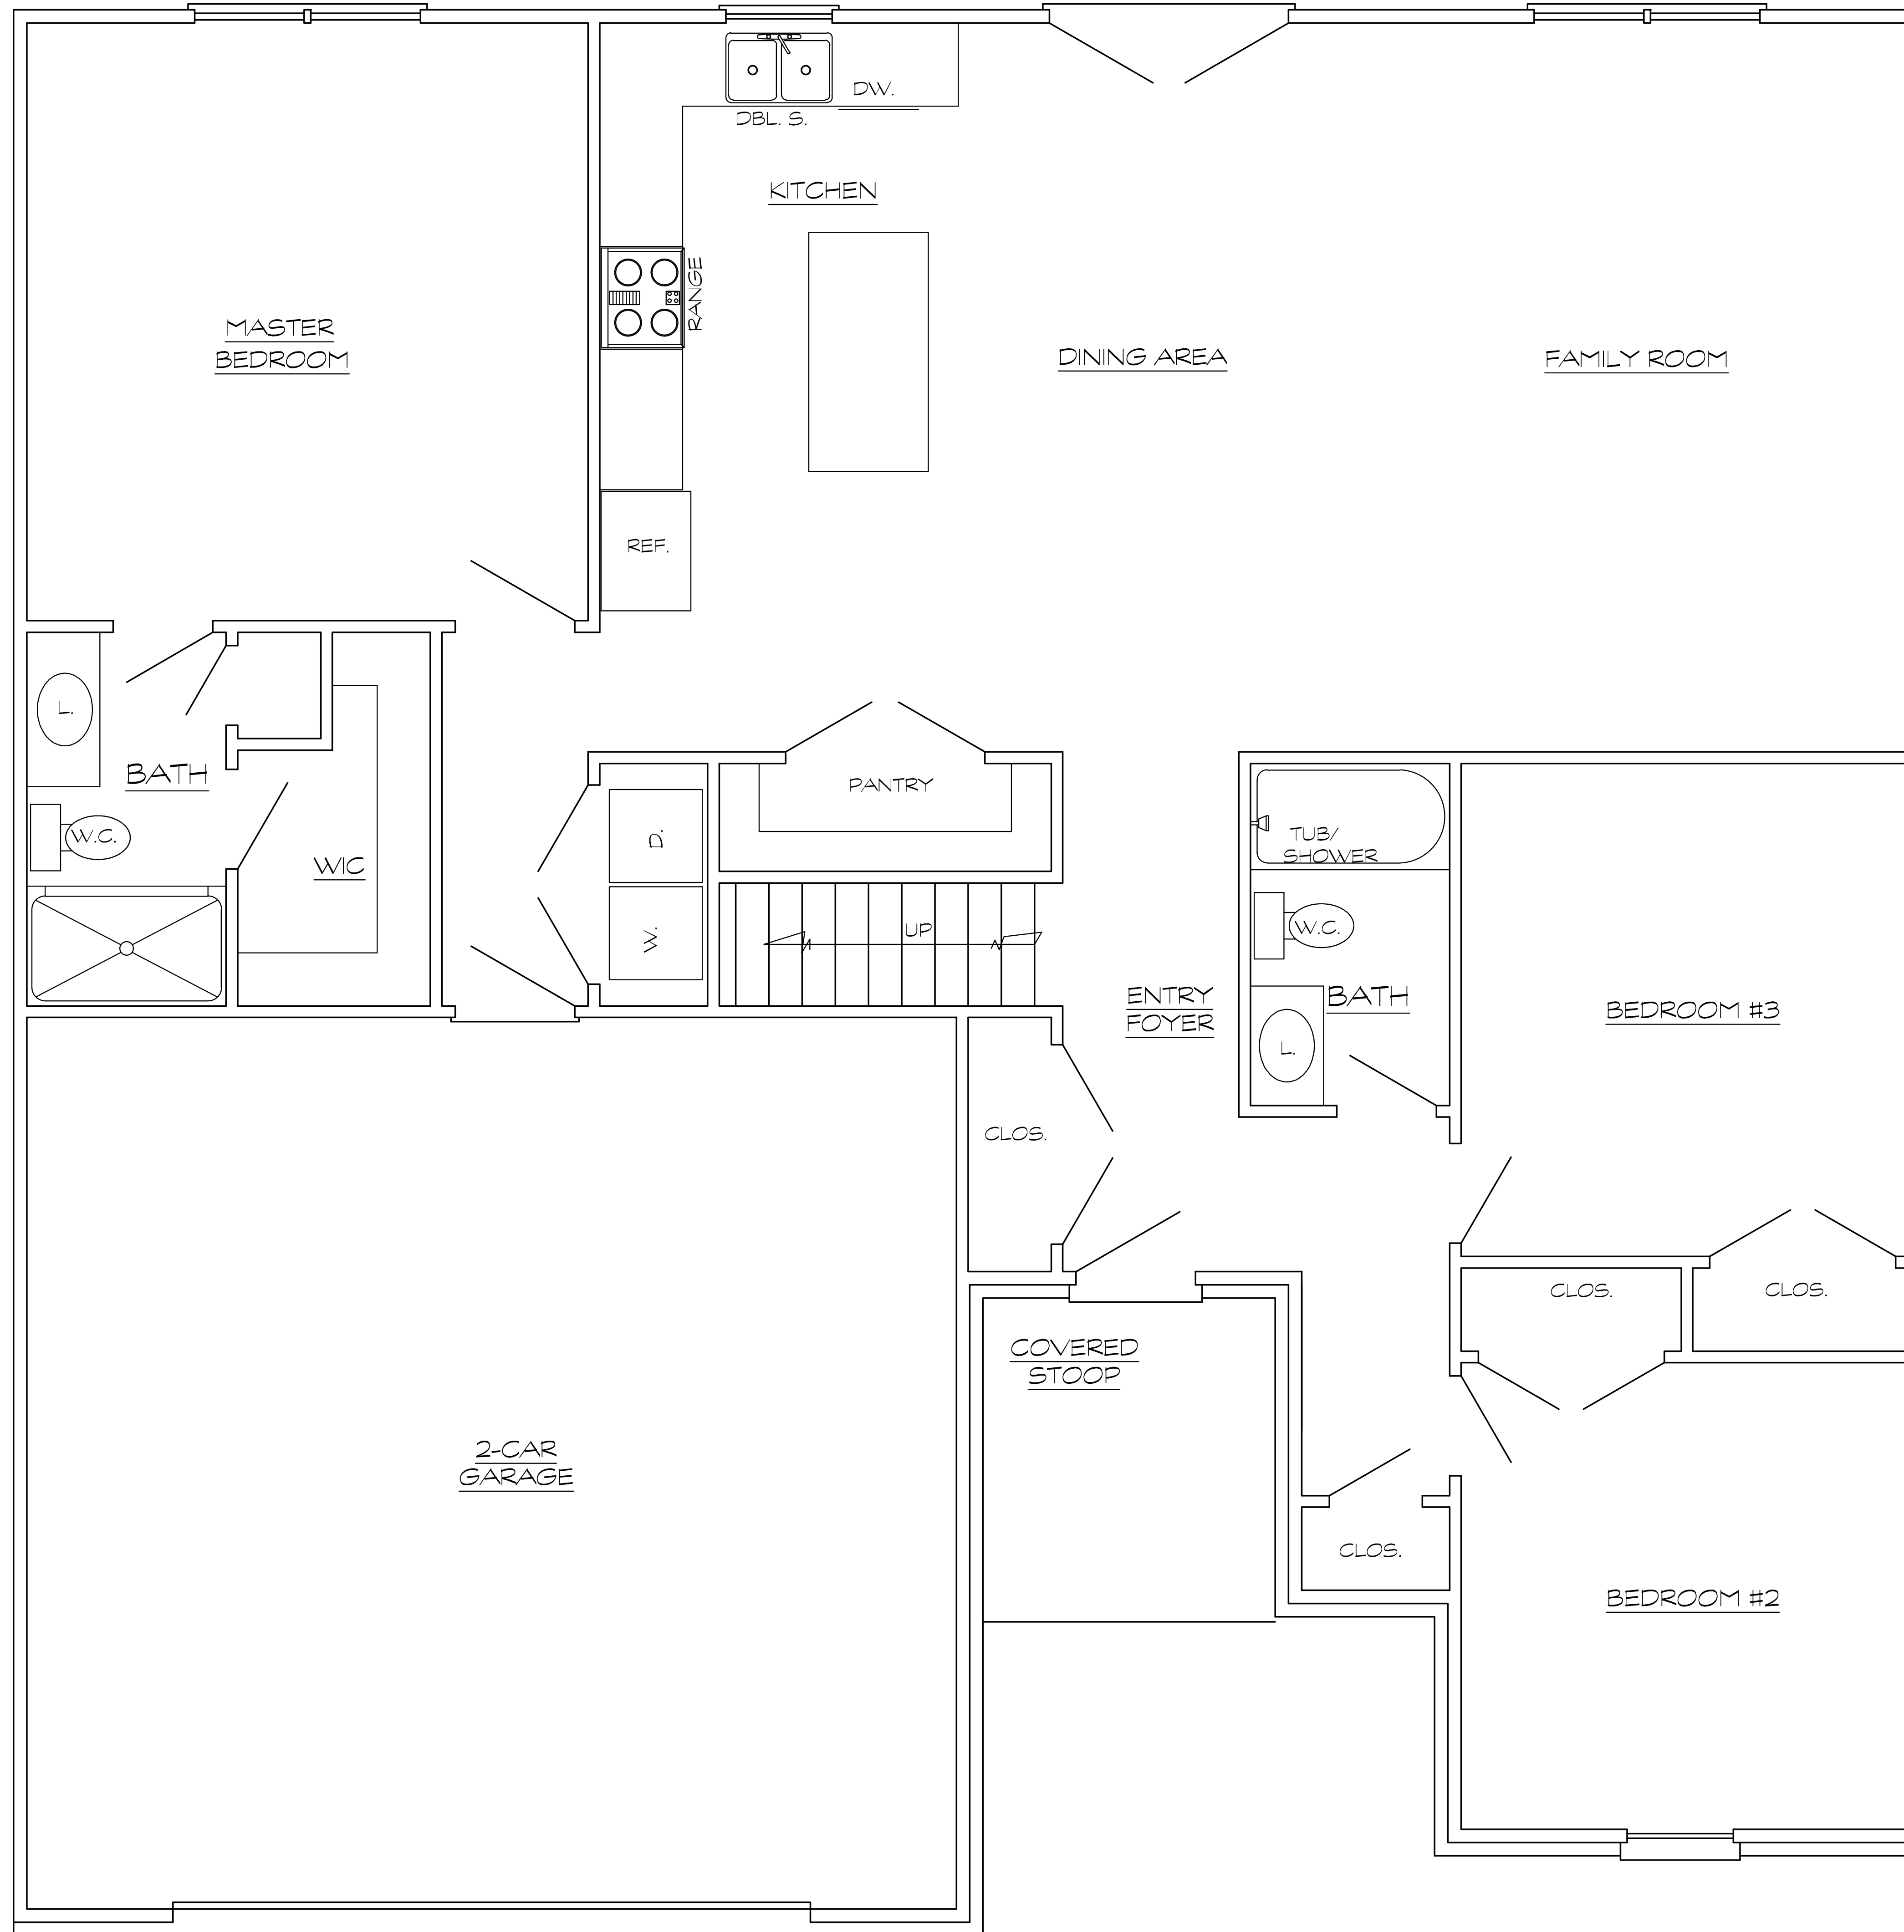 DW.
DBL. S.
KITCHEN
RANGE
MASTER
BEDROOM
DINING AREA
FAMILY ROOM
REF.
L.
BATH
W.C.
WIC
D.
W.
PANTRY
UP
TUB/
SHOWER
W.C.
BATH
L.
ENTRY
FOYER
BEDROOM #3
CLOS.
CLOS.
CLOS.
COVERED
STOOP
2-CAR
GARAGE
CLOS.
BEDROOM #2